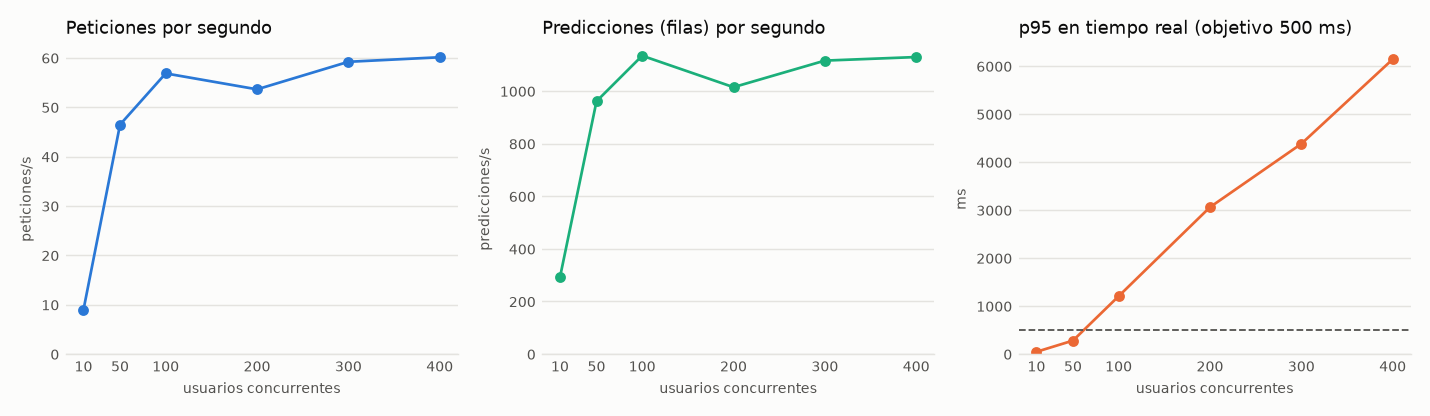 Peticiones por segundo
peticiones/s
60
50
40
30
20
10
0
10 50 100 200 300 400
usuarios concurrentes
Predicciones (filas) por segundo
predicciones/s
1000
800
600
400
200
0
10 50 100 200 300 400
usuarios concurrentes
p95 en tiempo real (objetivo 500 ms)
ms
6000
5000
4000
3000
2000
1000
0
10 50 100 200 300 400
usuarios concurrentes